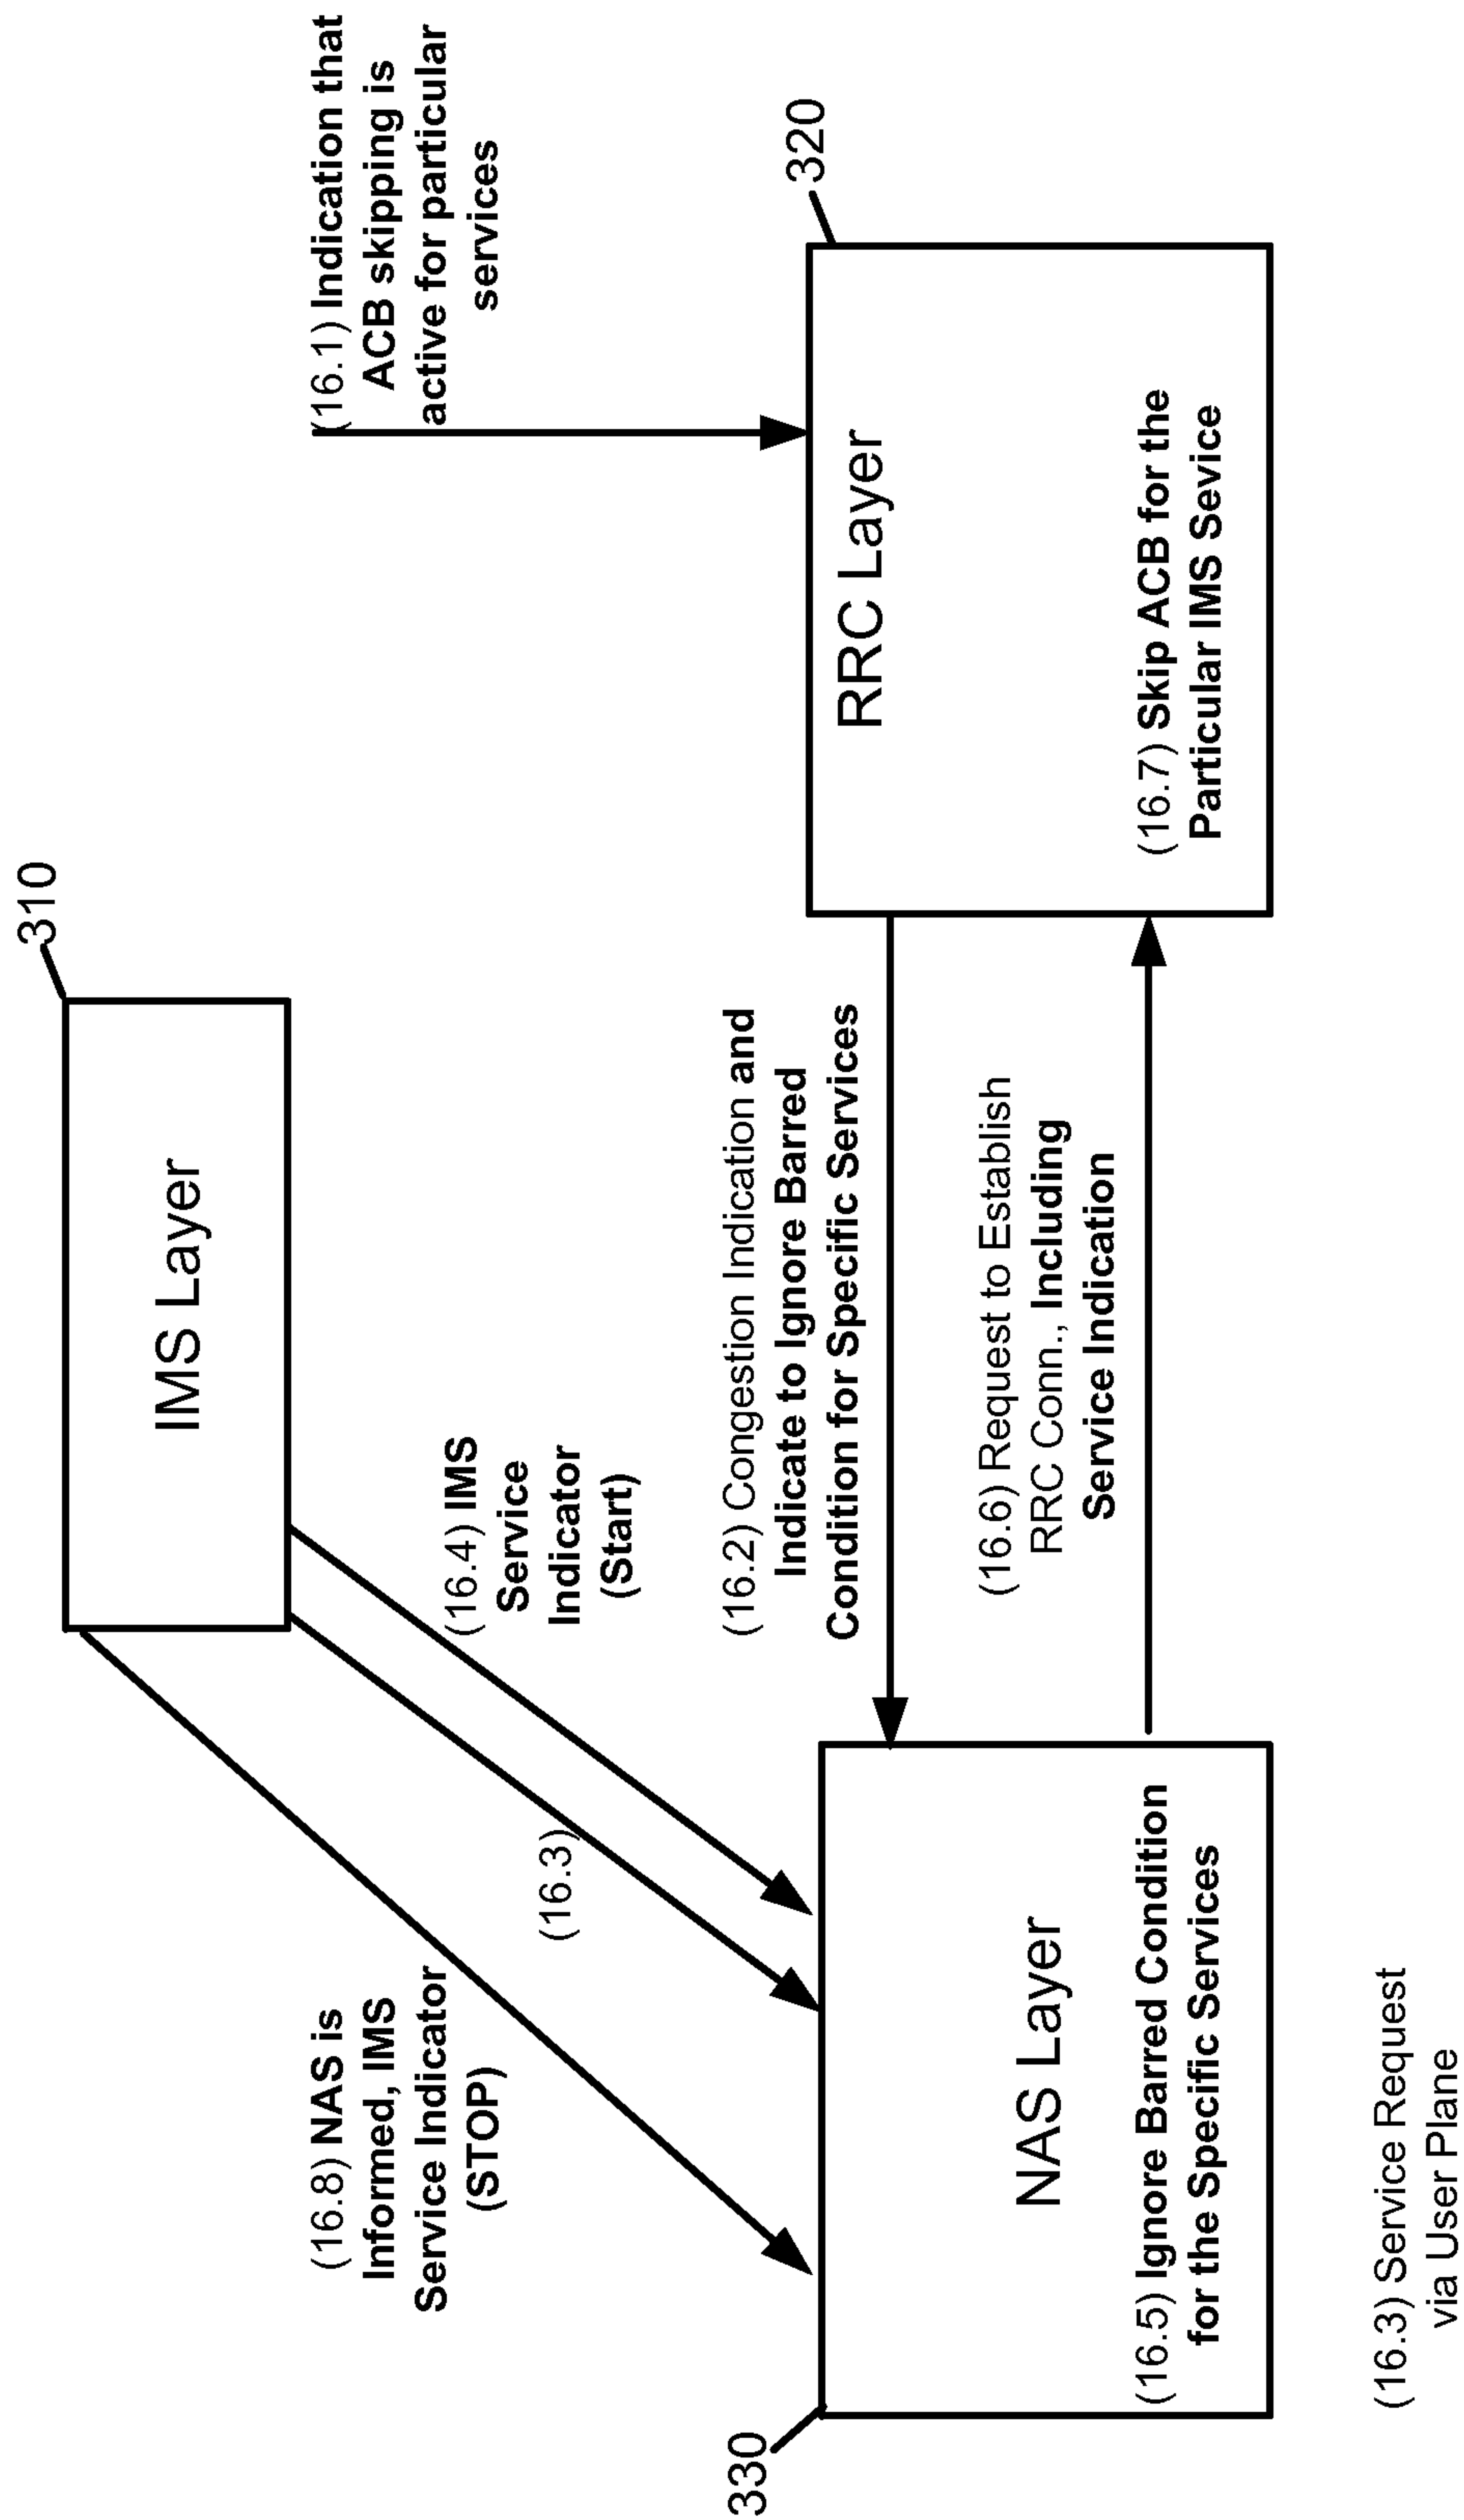 310
IMS Layer
(16.8) NAS is
Informed, IMS
Service Indicator
(STOP)
(16.3)
(16.4) IMS
Service
Indicator
(Start)
(16.1) Indication that
ACB skipping is
active for particular
services
(16.2) Congestion Indication and
Indicate to Ignore Barred
Condition for Specific Services
(16.6) Request to Establish
RRC Conn., Including
Service Indication
330
NAS Layer
(16.5) Ignore Barred Condition
for the Specific Services
320
RRC Layer
(16.7) Skip ACB for the
Particular IMS Sevice
(16.3) Service Request
via User Plane